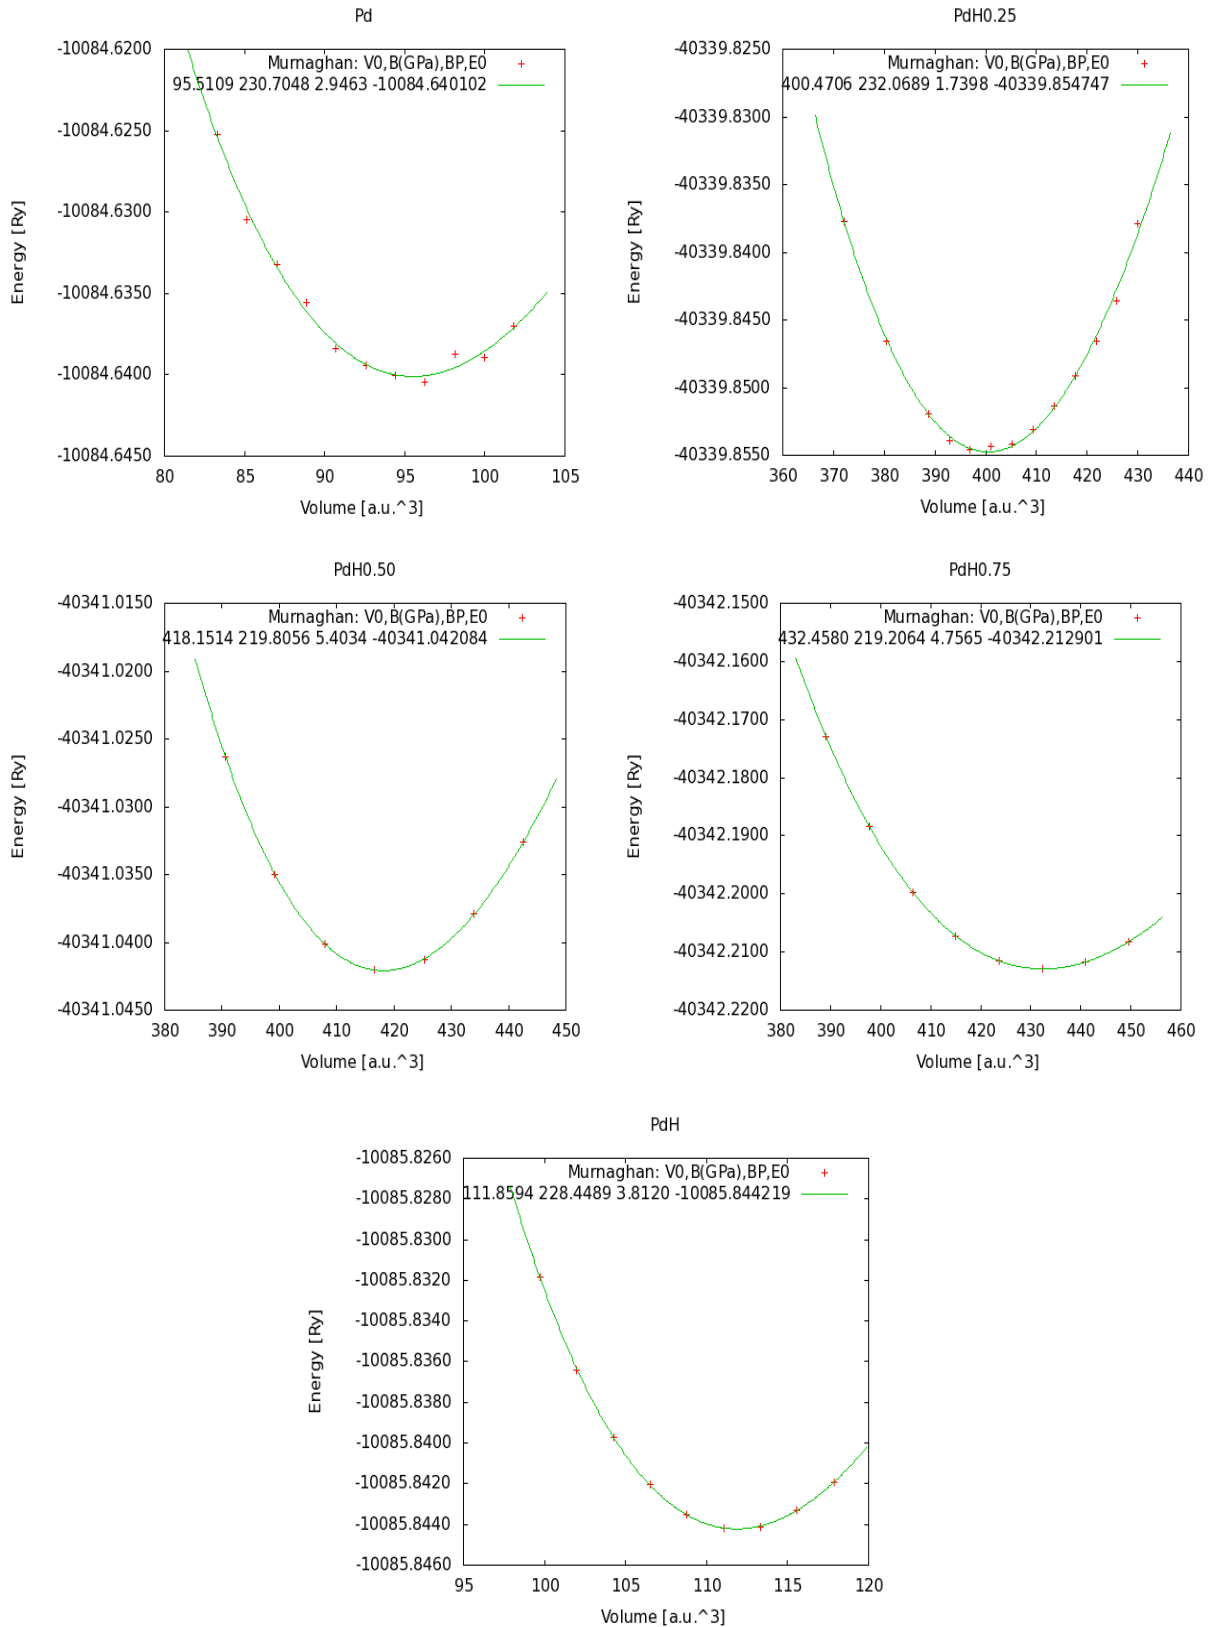 Pd
-10084.6200
-10084.6250
-10084.6300
-10084.6350
-10084.6400
-10084.6450
Energy [Ry]
Murnaghan: V0,B(GPa),BP,E0
95.5109 230.7048 2.9463 -10084.640102
80 85 90 95 100 105
Volume [a.u.^3]
PdH0.25
-40339.8250
-40339.8300
-40339.8350
-40339.8400
-40339.8450
-40339.8500
-40339.8550
Energy [Ry]
Murnaghan: V0,B(GPa),BP,E0
400.4706 232.0689 1.7398 -40339.854747
360 370 380 390 400 410 420 430 440
Volume [a.u.^3]
PdH0.50
-40341.0150
-40341.0200
-40341.0250
-40341.0300
-40341.0350
-40341.0400
-40341.0450
Energy [Ry]
Murnaghan: V0,B(GPa),BP,E0
418.1514 219.8056 5.4034 -40341.042084
380 390 400 410 420 430 440 450
Volume [a.u.^3]
PdH0.75
-40342.1500
-40342.1600
-40342.1700
-40342.1800
-40342.1900
-40342.2000
-40342.2100
-40342.2200
Energy [Ry]
Murnaghan: V0,B(GPa),BP,E0
432.4580 219.2064 4.7565 -40342.212901
380 390 400 410 420 430 440 450 460
Volume [a.u.^3]
PdH
-10085.8260
-10085.8280
-10085.8300
-10085.8320
-10085.8340
-10085.8360
-10085.8380
-10085.8400
-10085.8420
-10085.8440
-10085.8460
Energy [Ry]
Murnaghan: V0,B(GPa),BP,E0
111.8594 228.4489 3.8120 -10085.844219
95 100 105 110 115 120
Volume [a.u.^3]